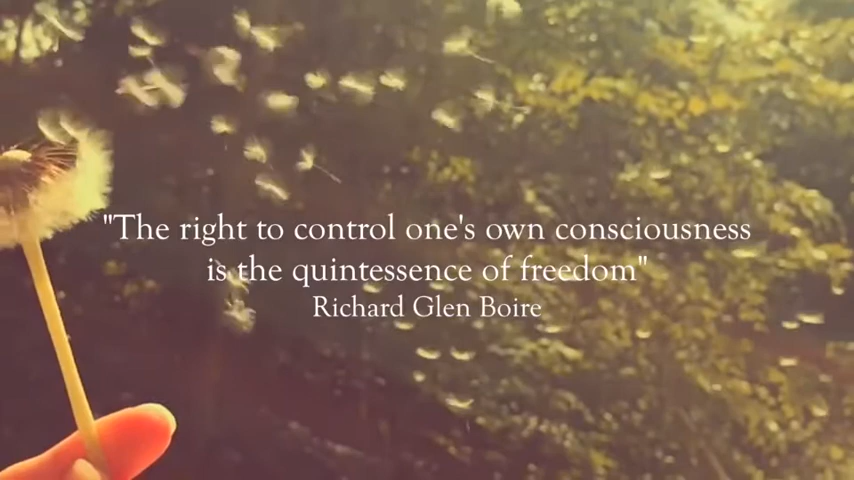 "The right to control one's own consciousness
is the quintessence of freedom"
Richard Glen Boire